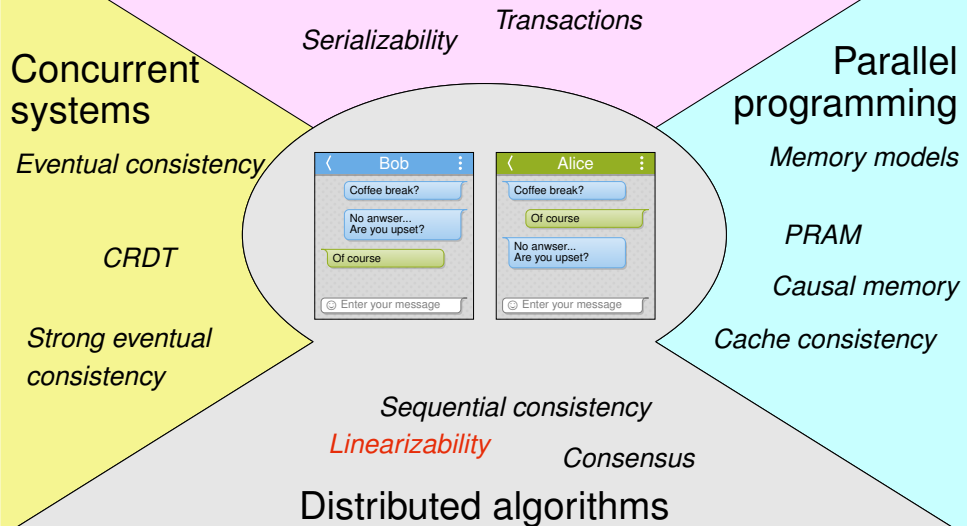 Transactions
Serializability
Concurrent
systems
Eventual consistency
CRDT
Strong eventual
consistency
Parallel
programming
Memory models
PRAM
Causal memory
Cache consistency
Bob
Coffee break?
No anwser...
Are you upset?
Of course
Enter your message
Alice
Coffee break?
Of course
No anwser...
Are you upset?
Enter your message
Sequential consistency
Linearizability
Consensus
Distributed algorithms